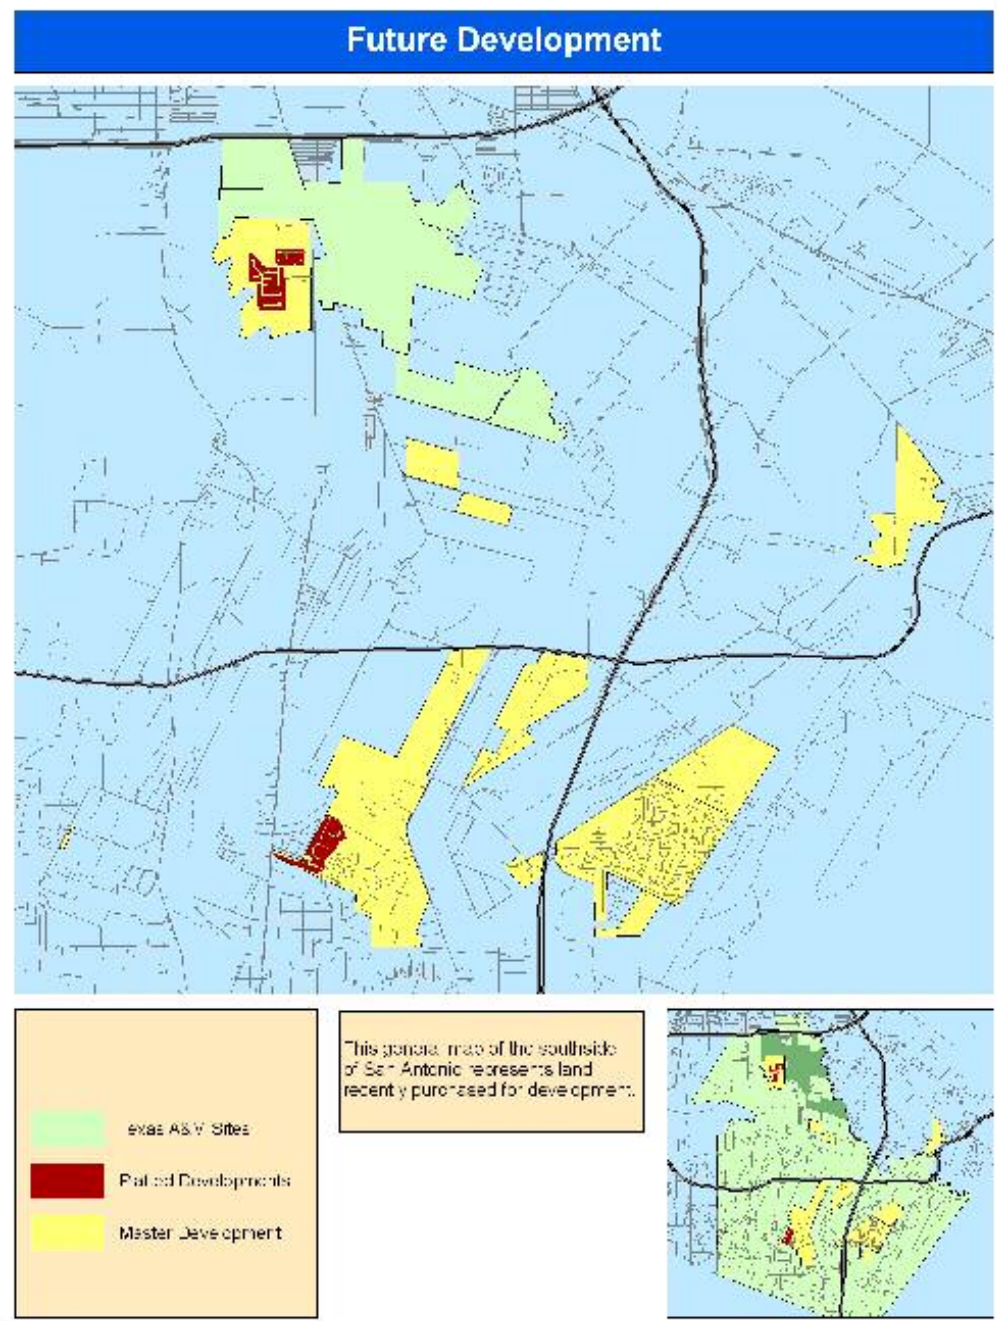 Future Development
This general map of the southside
of San Antonio represents land
recently purchased for development.
Texas A&M Sites
Platted Developments
Master Development